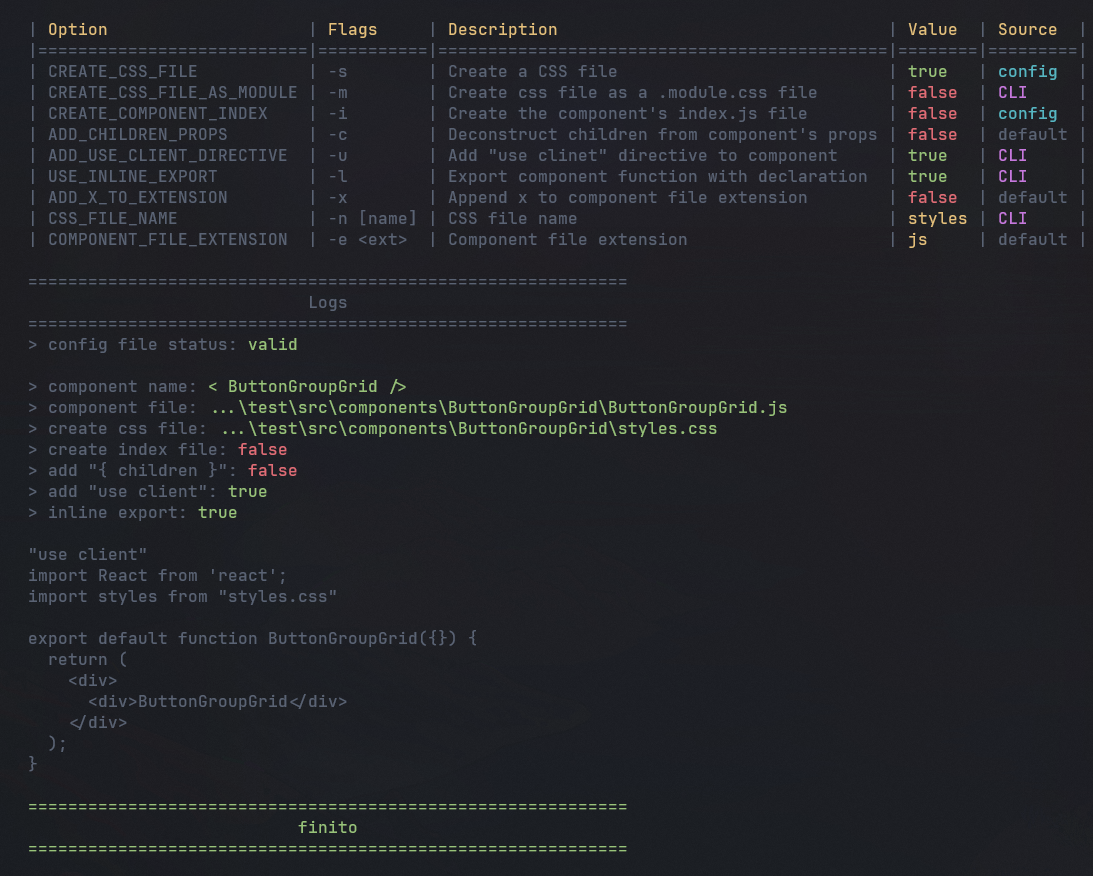 | Option                    | Flags     | Description                                 | Value  | Source  |
|===========================|===========|=============================================|========|=========|
| CREATE_CSS_FILE           | -s        | Create a CSS file                           | true   | config  |
| CREATE_CSS_FILE_AS_MODULE | -m        | Create css file as a .module.css file       | false  | CLI     |
| CREATE_COMPONENT_INDEX    | -i        | Create the component's index.js file        | false  | config  |
| ADD_CHILDREN_PROPS        | -c        | Deconstruct children from component's props | false  | default |
| ADD_USE_CLIENT_DIRECTIVE  | -u        | Add "use clinet" directive to component     | true   | CLI     |
| USE_INLINE_EXPORT         | -l        | Export component function with declaration  | true   | CLI     |
| ADD_X_TO_EXTENSION        | -x        | Append x to component file extension        | false  | default |
| CSS_FILE_NAME             | -n [name] | CSS file name                               | styles | CLI     |
| COMPONENT_FILE_EXTENSION  | -e <ext>  | Component file extension                    | js     | default |
============================================================
Logs
============================================================
> config file status: valid
> component name: < ButtonGroupGrid />
> component file: ...\test\src\components\ButtonGroupGrid\ButtonGroupGrid.js
> create css file: ...\test\src\components\ButtonGroupGrid\styles.css
> create index file: false
> add "{ children }": false
> add "use client": true
> inline export: true
"use client"
import React from 'react';
import styles from "styles.css"
export default function ButtonGroupGrid({}) {
  return (
    <div>
      <div>ButtonGroupGrid</div>
    </div>
  );
}
============================================================
finito
============================================================